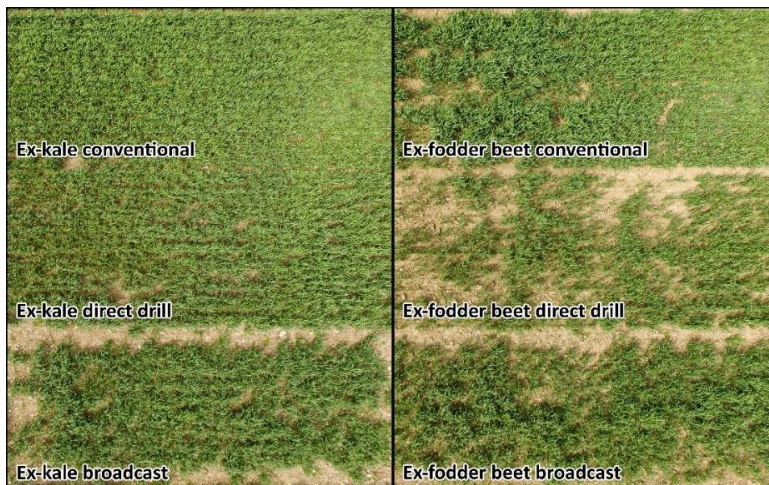 Ex-kale conventional
Ex-kale direct drill
Ex-kale broadcast
Ex-fodder beet conventional
Ex-fodder beet direct drill
Ex-fodder beet broadcast